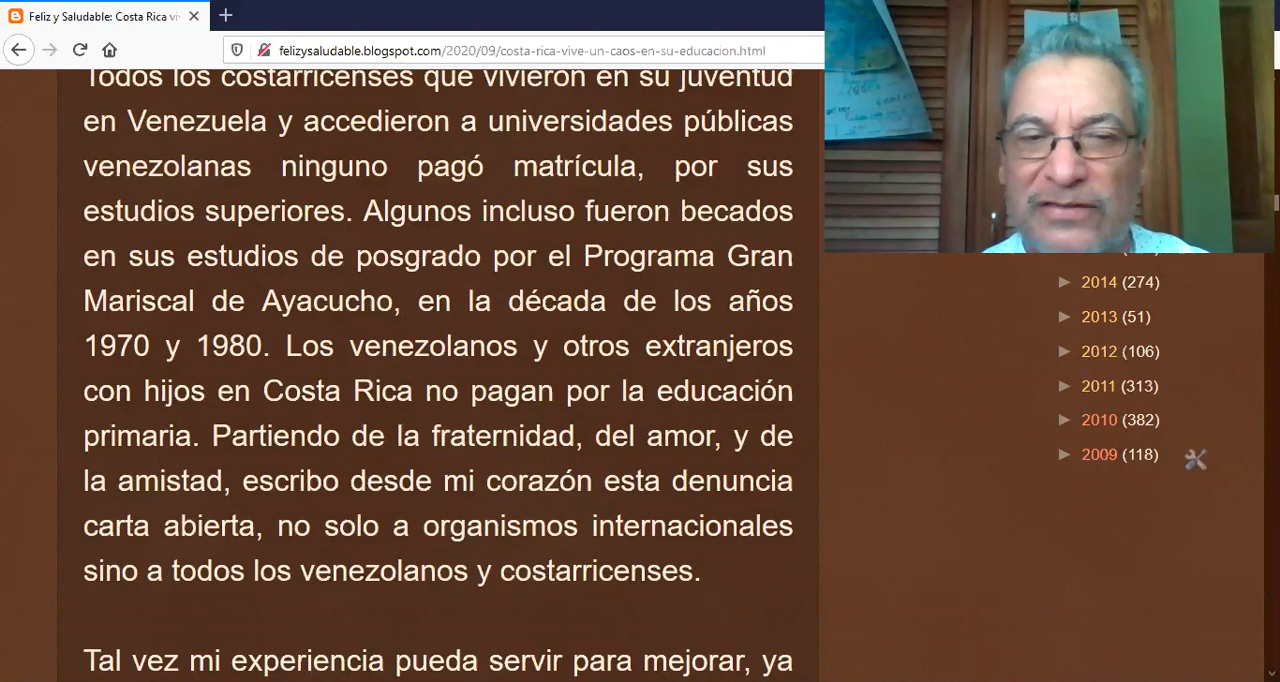 Feliz y Saludable: Costa Rica vi
felizysaludable.blogspot.com/2020/09/costa-rica-vive-un-caos-en-su-educacion.html
Todos los costarricenses que vivieron en su juventud
en Venezuela y accedieron a universidades públicas
venezolanas ninguno pagó matrícula, por sus
estudios superiores. Algunos incluso fueron becados
en sus estudios de posgrado por el Programa Gran
Mariscal de Ayacucho, en la década de los años
1970 y 1980. Los venezolanos y otros extranjeros
con hijos en Costa Rica no pagan por la educación
primaria. Partiendo de la fraternidad, del amor, y de
la amistad, escribo desde mi corazón esta denuncia
carta abierta, no solo a organismos internacionales
sino a todos los venezolanos y costarricenses.
Tal vez mi experiencia pueda servir para mejorar, ya
► 2014 (274)
► 2013 (51)
► 2012 (106)
► 2011 (313)
► 2010 (382)
► 2009 (118)